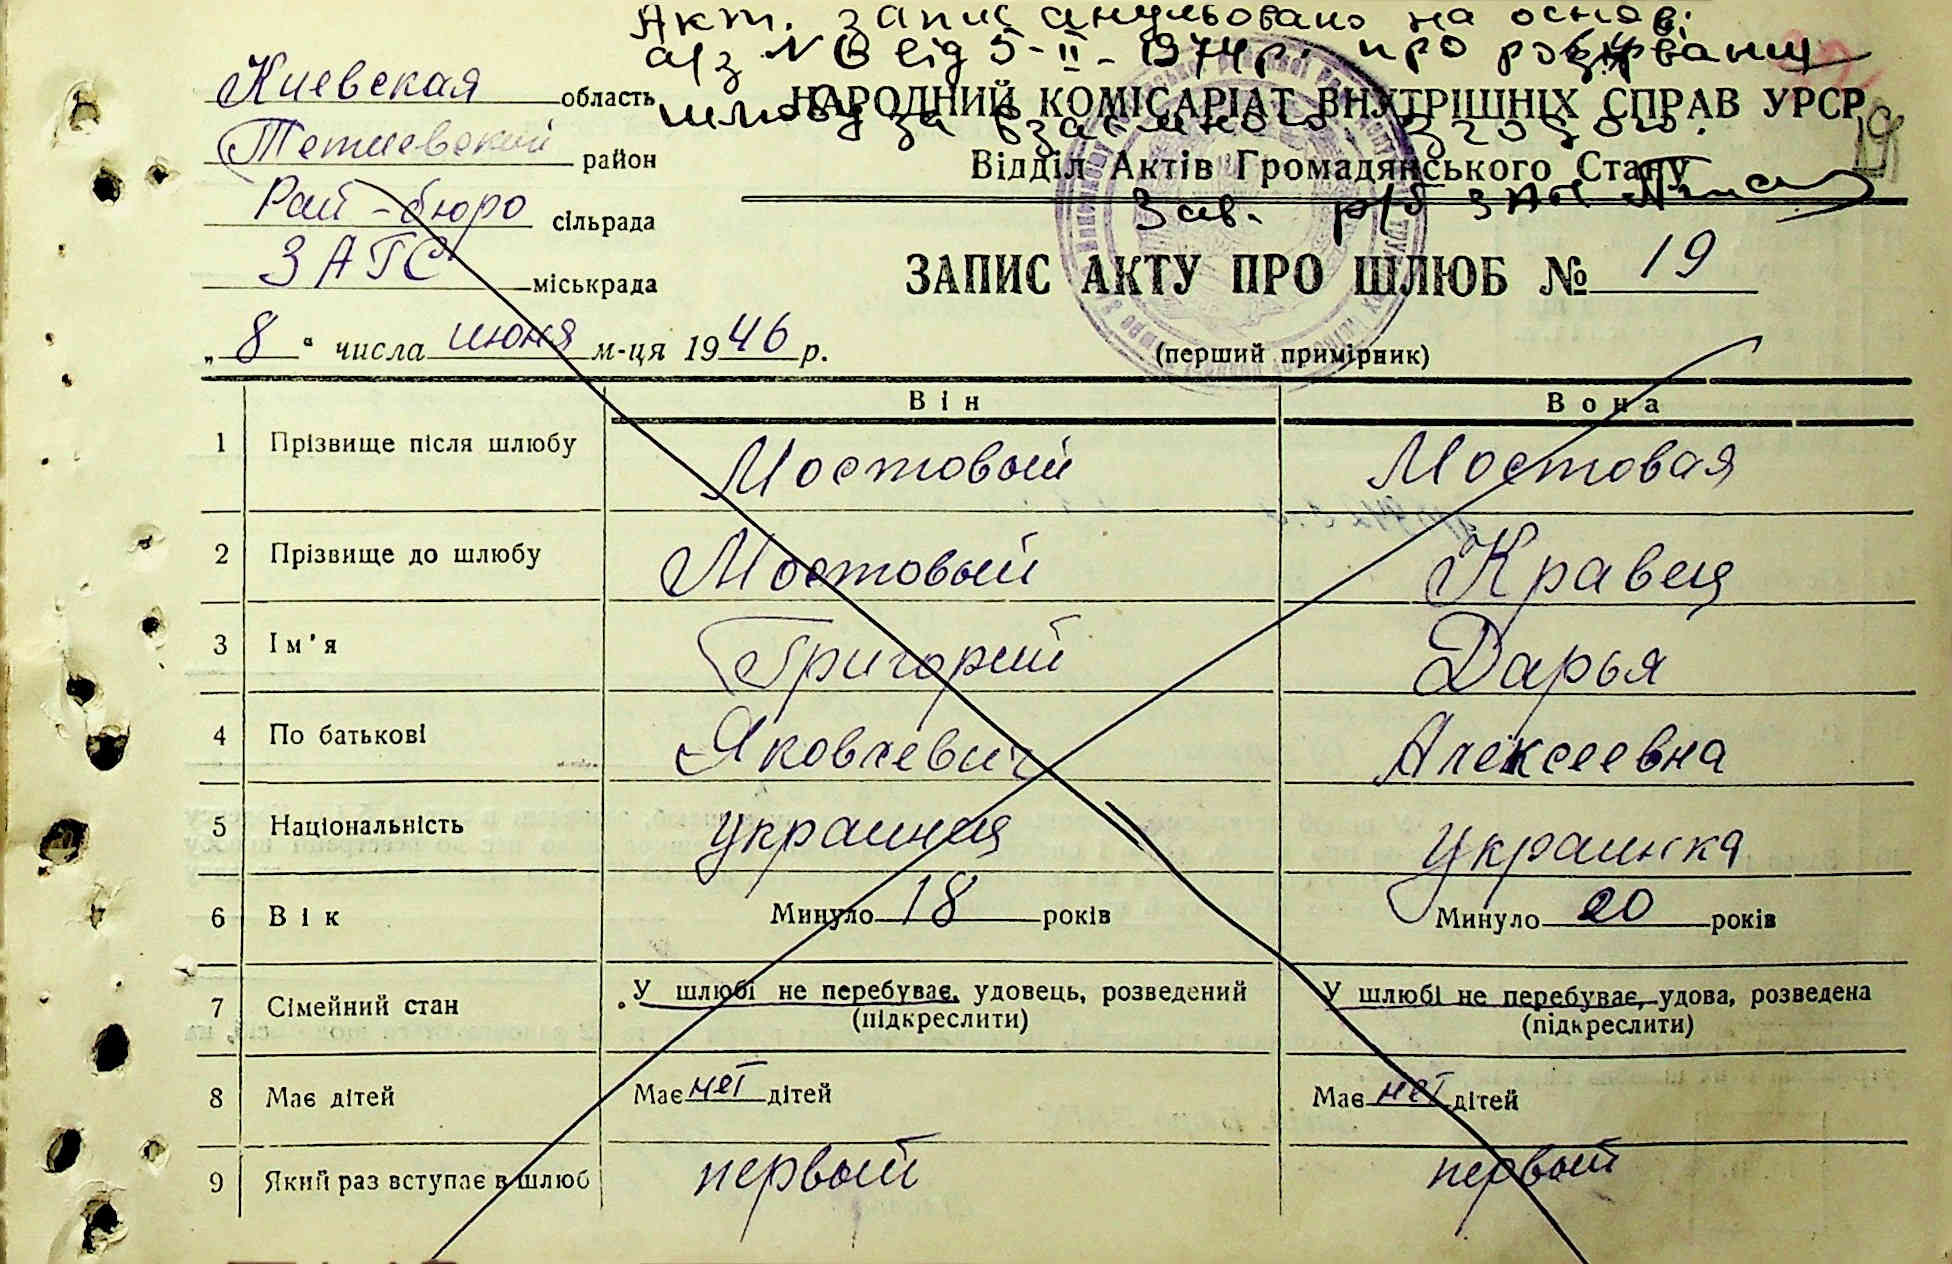 Акт. запис анульовано на основі
а/з № 6 від 5-II-1974 р. про розірвання
шлюбу за взаємною згодою.
Зав. р/б ЗАГС
Киевская область
Тетиевский район
Рай-бюро сільрада
ЗАГС міськрада
„8“ числа июня м-ця 1946 р.
НАРОДНИЙ КОМІСАРІАТ ВНУТРІШНІХ СПРАВ УРСР
19
Відділ Актів Громадянського Стану
ЗАПИС АКТУ ПРО ШЛЮБ № 19
(перший примірник)
Він Вона
1 Прізвище після шлюбу Мостовый Мостовая
2 Прізвище до шлюбу Мостовый Кравец
3 Ім'я Григорий Дарья
4 По батькові Яковлевич Алексеевна
5 Національність украинец украинка
6 Вік Минуло 18 років Минуло 20 років
7 Сімейний стан У шлюбі не перебуває, удовець, розведений У шлюбі не перебуває, удова, розведена
(підкреслити) (підкреслити)
8 Має дітей Має нет дітей Має нет дітей
9 Який раз вступає в шлюб первый первый